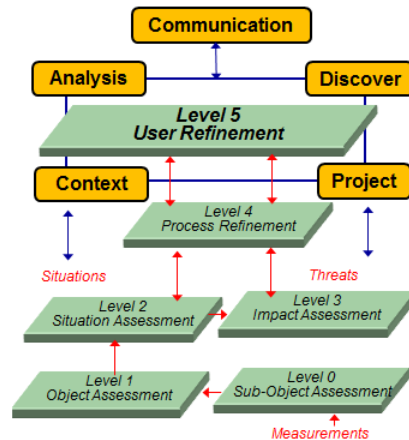 Communication
Analysis
Discover
Level 5
User Refinement
Context
Project
Level 4
Process Refinement
Situations
Threats
Level 2
Situation Assessment
Level 3
Impact Assessment
Level 1
Object Assessment
Level 0
Sub-Object Assessment
Measurements